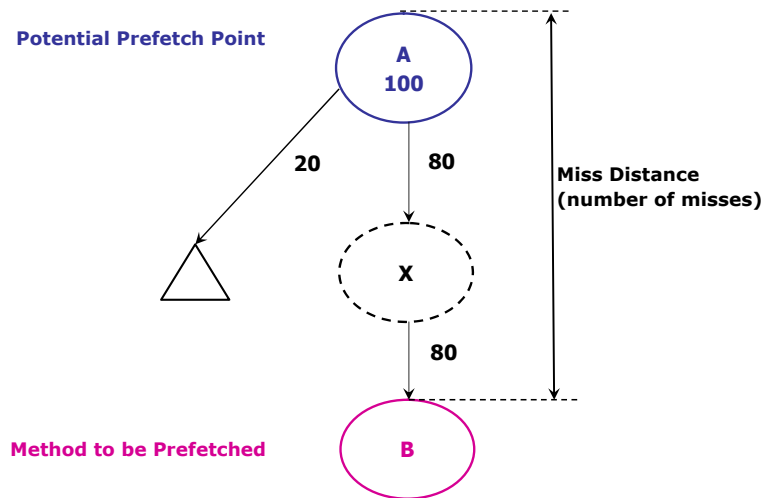 Potential Prefetch Point
A
100
20
80
Miss Distance
(number of misses)
X
80
Method to be Prefetched
B